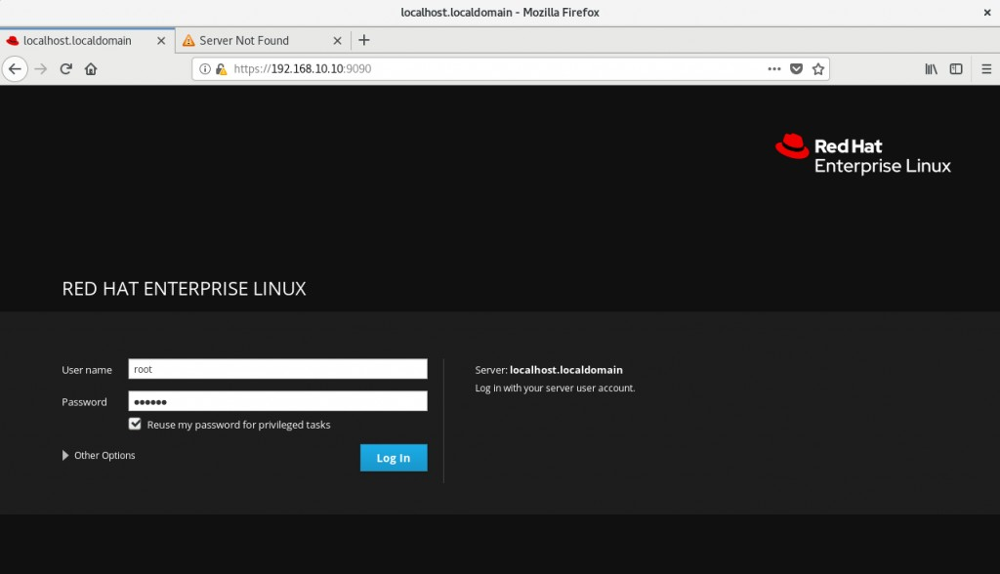 localhost.localdomain - Mozilla Firefox
localhost.localdomain
Server Not Found
https://192.168.10.10:9090
Red Hat
Enterprise Linux
RED HAT ENTERPRISE LINUX
User name root
Server: localhost.localdomain
Log in with your server user account.
Password ●●●●●●
Reuse my password for privileged tasks
Other Options
Log In